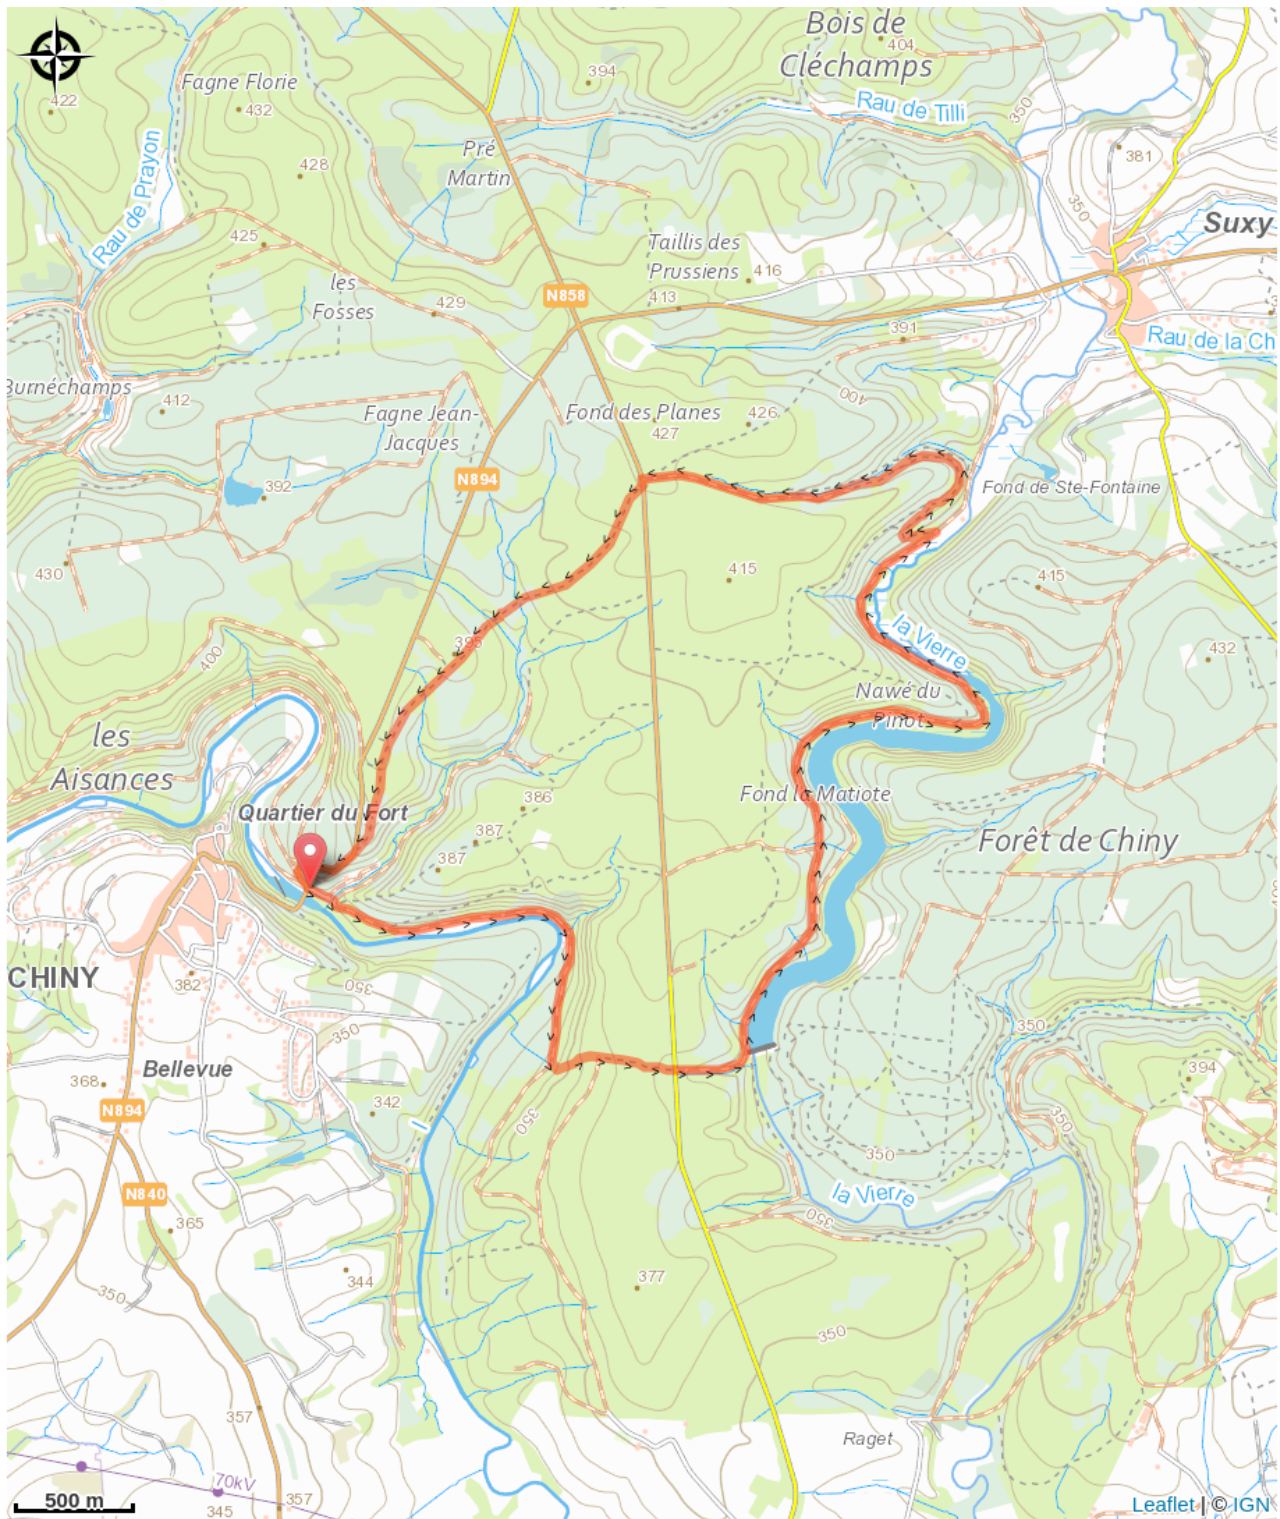 Bois de
Cléchamps
404
394
422
Fagne Florie
432
Rau de Tilli
350
381
Pré
Martin
428
Rau de Prayon
350
Suxy
425
Taillis des
Prussiens
416
les
Fosses
429
N858
413
391
Rau de la Ch
Burnéchamps
412
Fagne Jean-
Jacques
Fond des Planes
426
427
400
N894
392
Fond de Ste-Fontaine
430
415
415
la Vierre
395
400
432
Nawé du
Pinot
les
Aisances
Quartier du Fort
386
387
387
Fond la Matiote
Forêt de Chiny
CHINY
382
350
350
350
Bellevue
368
N894
342
350
394
350
350
N840
365
la Vierre
350
344
377
350
350
357
Raget
70kV
500 m
345
357
Leaflet | © IGN